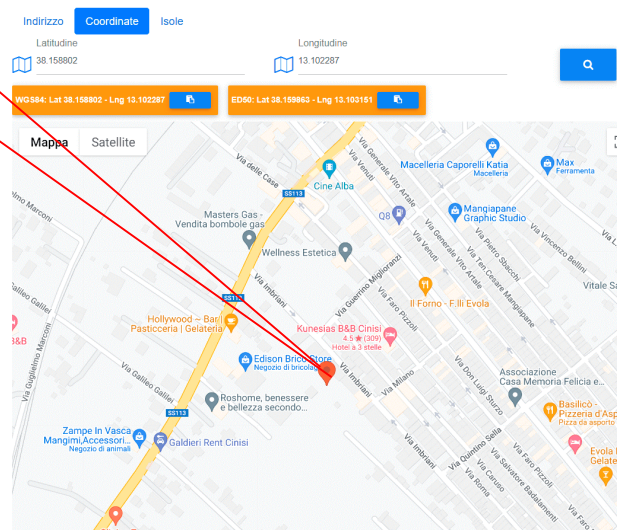 Indirizzo Coordinate Isole
Latitudine Longitudine
38.158802 13.102287
WGS84: Lat 38.158802 - Lng 13.102287 ED50: Lat 38.159863 - Lng 13.103151
Mappa Satellite
Via delle Case
Via Venuti
Via Generale Vito Artale
Macelleria Caporelli Katia
Macelleria
Max
Ferramenta
Cine Alba
SS113
Masters Gas -
Vendita bombole gas
Q8
Mangiapane
Graphic Studio
Via Pietro Sbacchi
Via Vincenzo Bellini
Wellness Estetica
Via Venuti
Via Generale Vito Artale
Via Ten Cesare Mangiapane
Via Imbriani
Via Guerrino Miglioranzi
Via Faro Pizzoli
Vitale Sa
Galileo Galilei
Il Forno - F.lli Evola
Hollywood – Bar |
Pasticceria | Gelateria
Kunesias B&B Cinisi
4.5 ★ (309)
Hotel a 3 stelle
B&B
Via Guglielmo Marconi
Edison Brico Store
Negozio di bricolag
Via Imbriani
Via Milano
Via Don Luigi Sturzo
Associazione
Casa Memoria Felicia e...
Via Galileo Galilei
Roshome, benessere
e bellezza secondo...
SS113
Basilicò -
Pizzeria d'Asp
Pizza da asporto
Zampe In Vasca
Mangimi,Accessori...
Negozio di animali
Galdieri Rent Cinisi
Via Imbriani
Via Quintino Sella
Via Faro Pizzoli
Evola
Gelate
Via Caruso
Via Salvatore Badalamenti
Via Roma
Via Faro